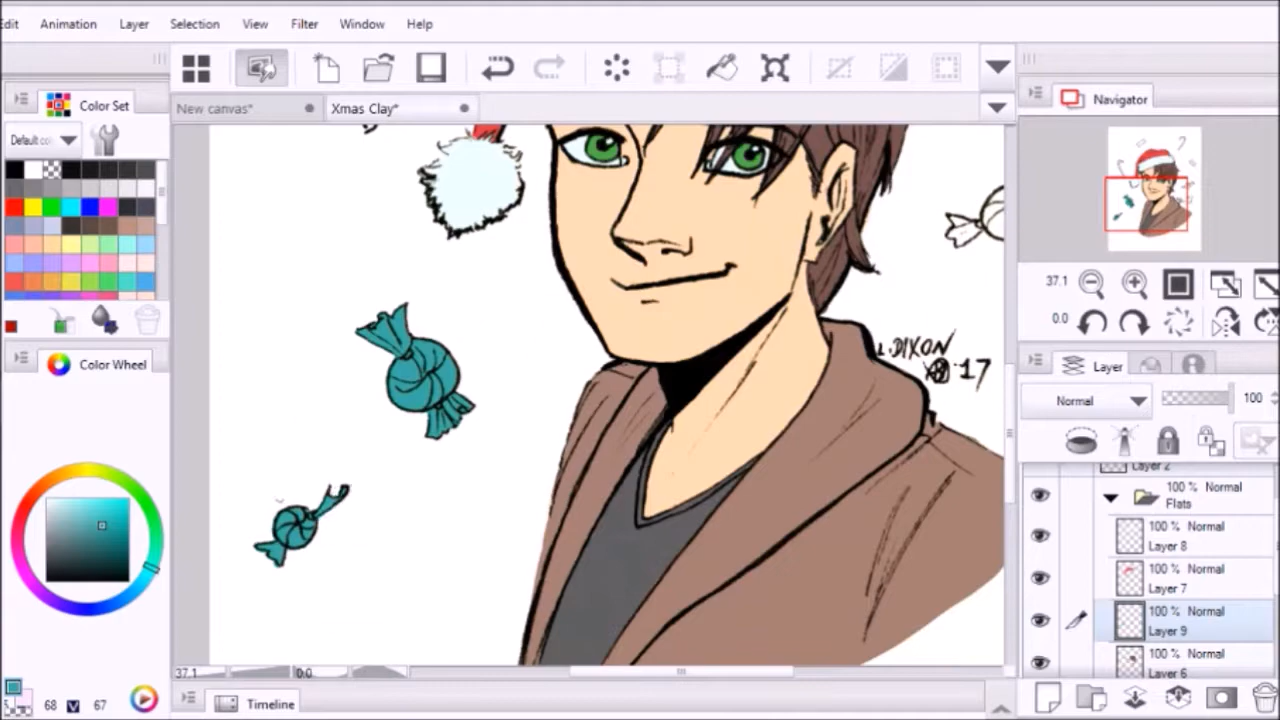 Edit Animation Layer Selection View Filter Window Help
Color Set
New canvas* Xmas Clay*
Navigator
Default co
37.1
0.0
Color Wheel
L.DIXON
'17
Layer
Normal 100
Layer 2
100 % Normal
Flats
100 % Normal
Layer 8
100 % Normal
Layer 7
100 % Normal
Layer 9
100 % Normal
Layer 6
37.1 0.0
68 V 67
Timeline